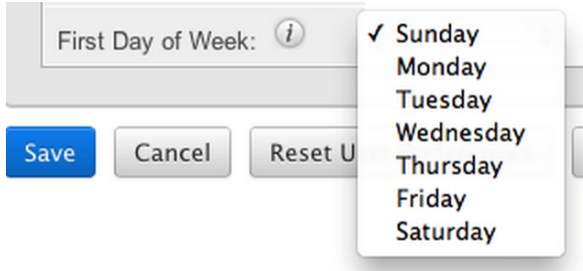 First Day of Week:
Sunday
Monday
Tuesday
Wednesday
Thursday
Friday
Saturday
Save
Cancel
Reset